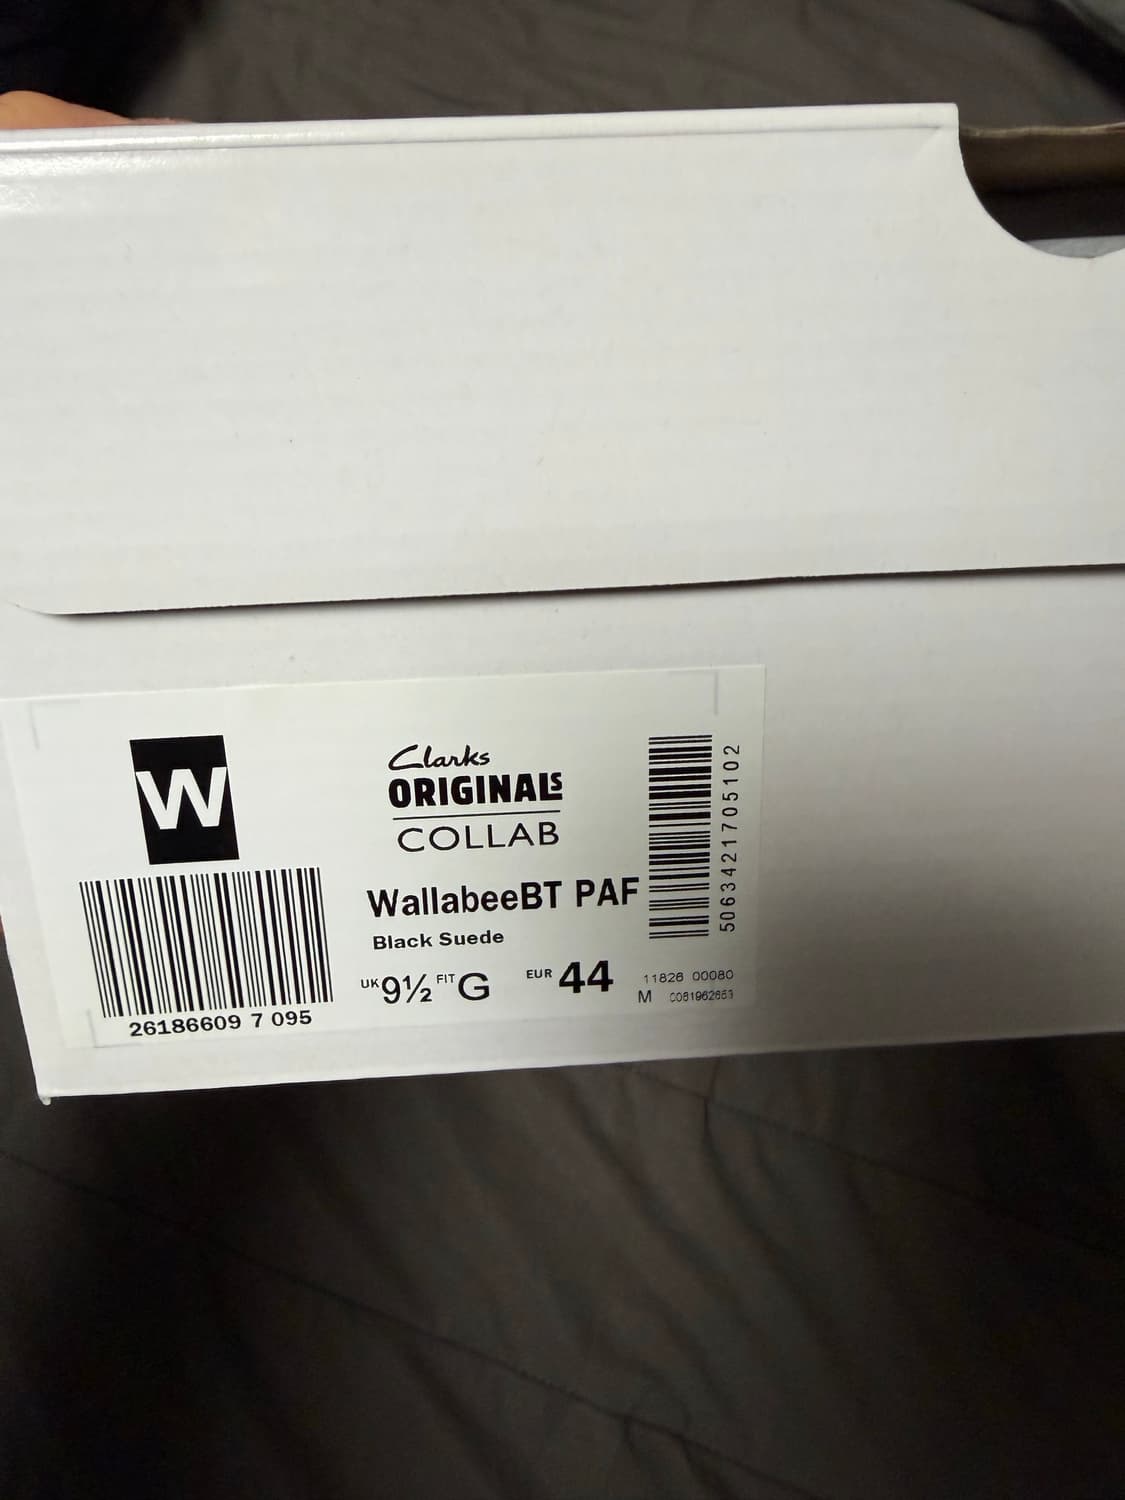 W
Clarks
ORIGINALS
COLLAB
WallabeeBT PAF
Black Suede
UK 9½ FIT G EUR 44
11826 00080
M C081962653
26186609 7 095
5063421705102